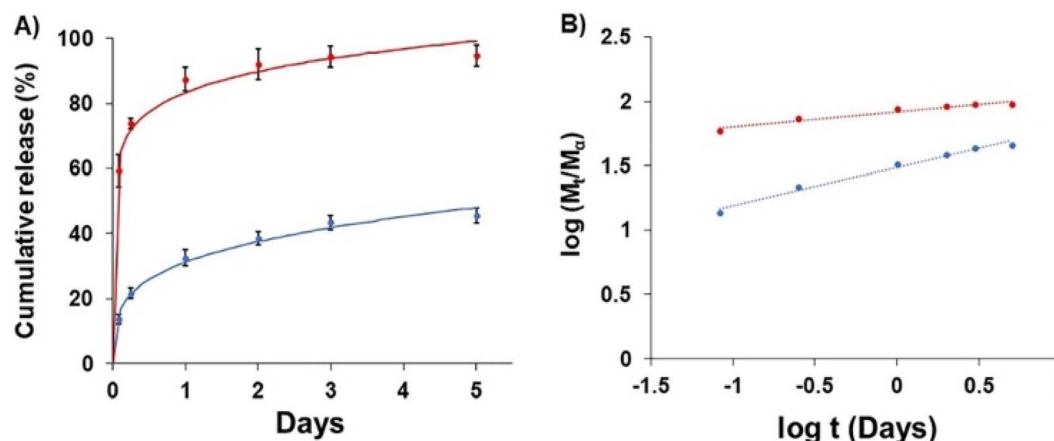 A)
Cumulative release (%)
100
80
60
40
20
0
0 1 2 3 4 5
Days
B)
log (Mt/Mα)
2.5
2
1.5
1
0.5
0
-1.5 -1 -0.5 0 0.5 1
log t (Days)